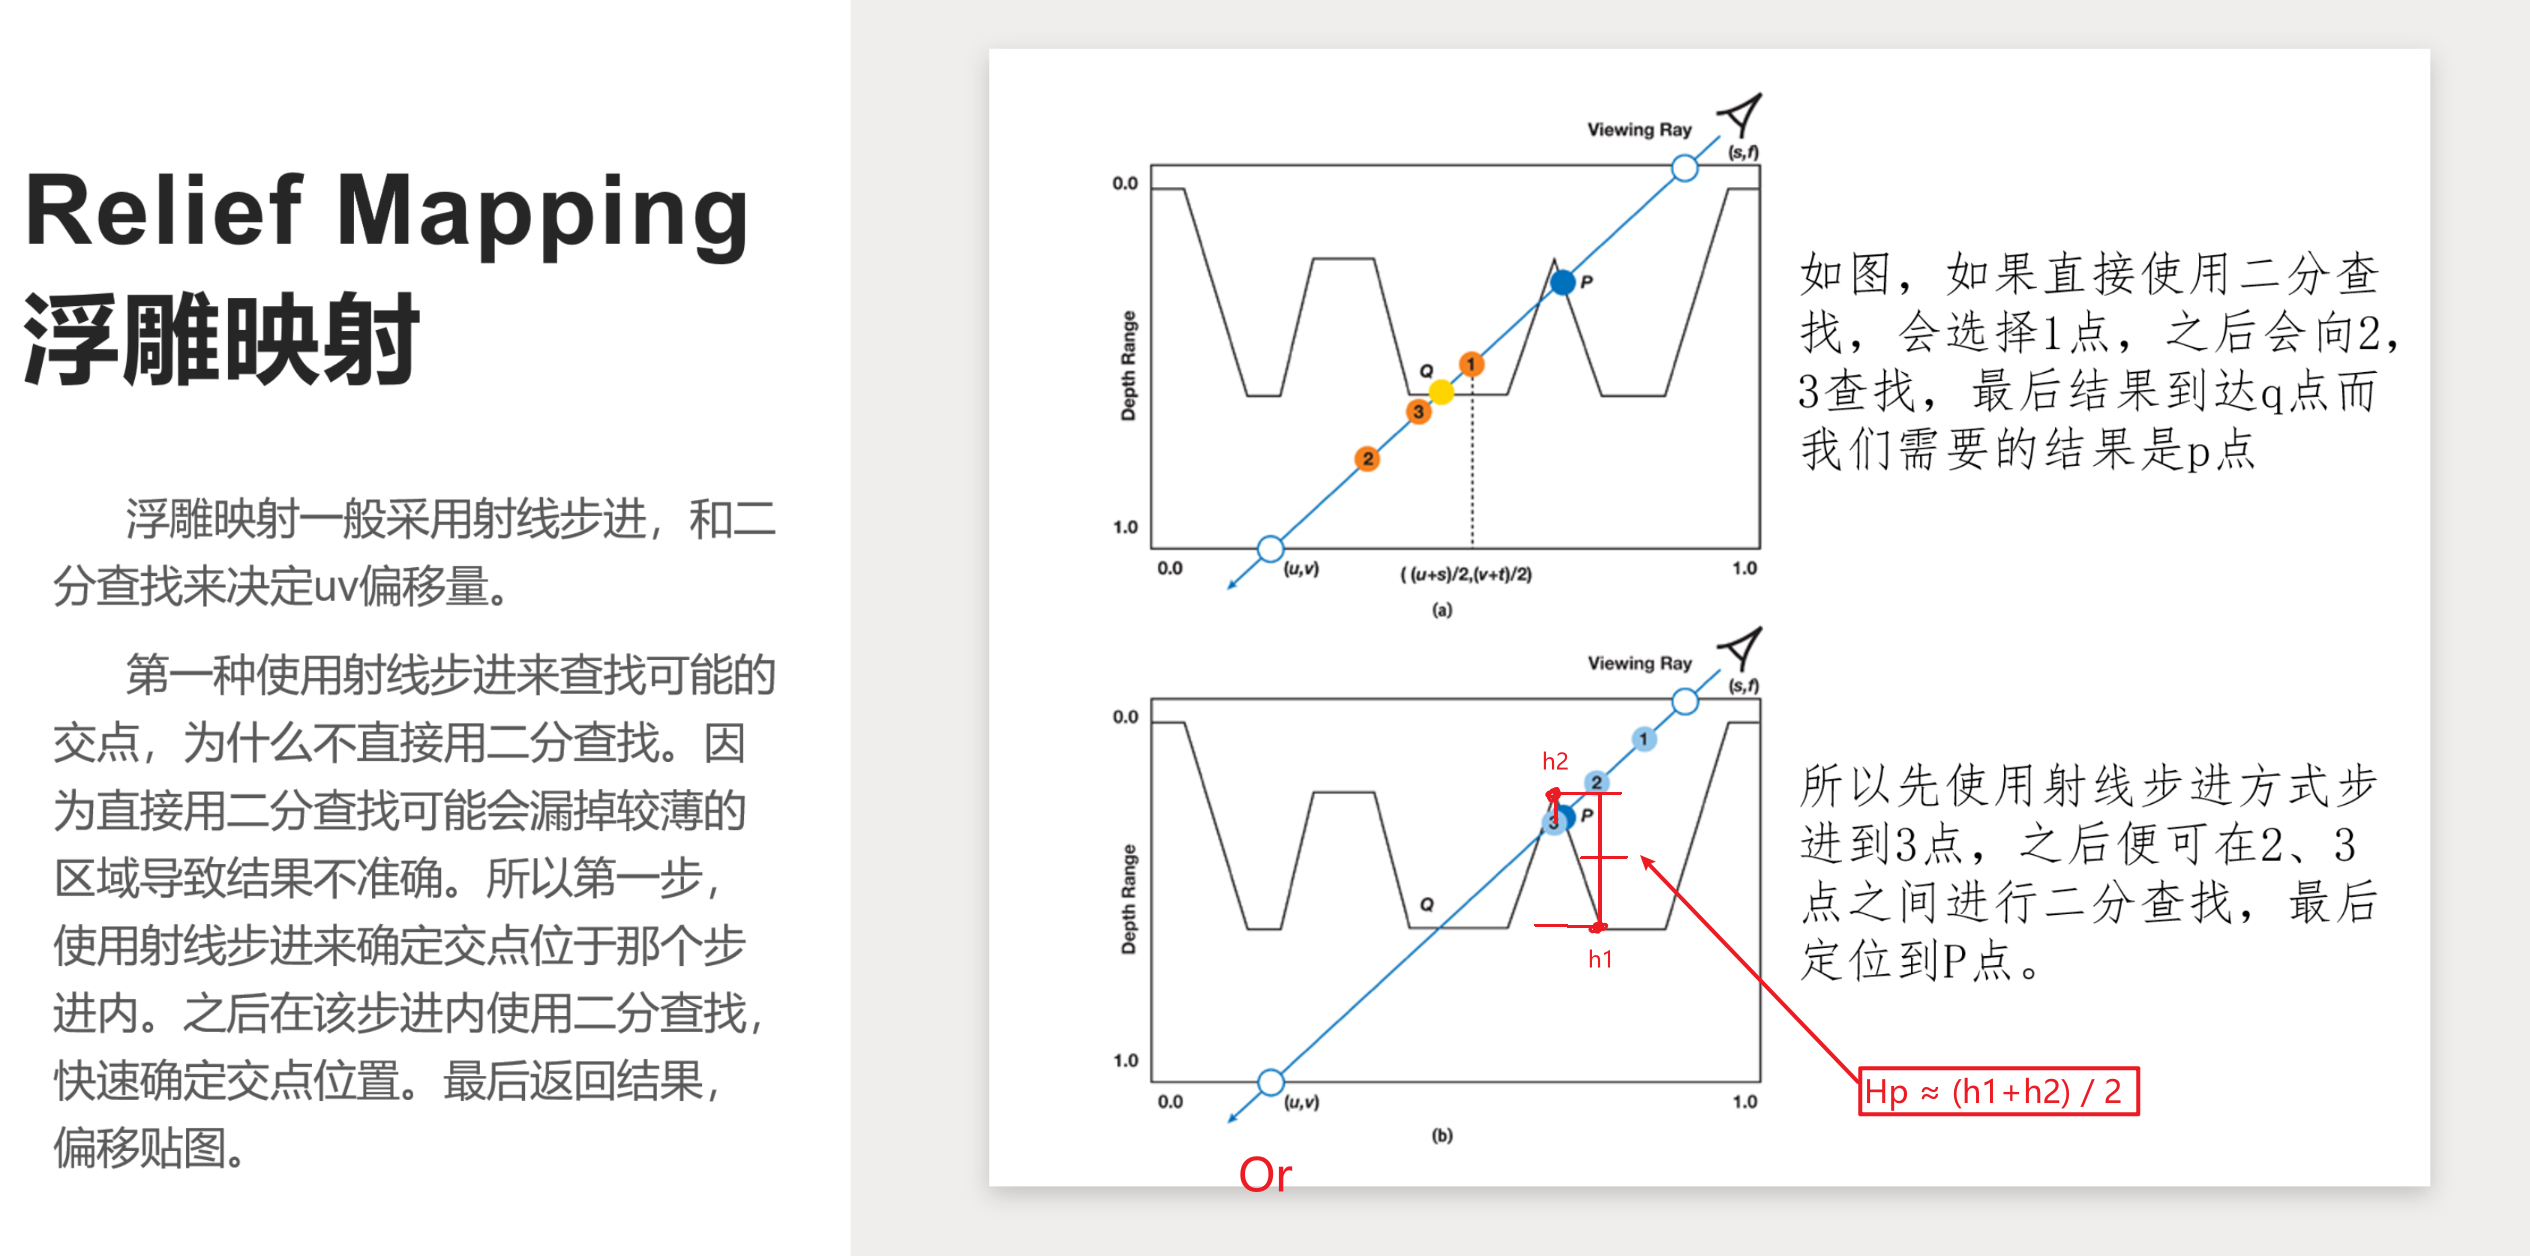 Relief Mapping
浮雕映射
浮雕映射一般采用射线步进，和二
分查找来决定uv偏移量。
第一种使用射线步进来查找可能的
交点，为什么不直接用二分查找。因
为直接用二分查找可能会漏掉较薄的
区域导致结果不准确。所以第一步，
使用射线步进来确定交点位于那个步
进内。之后在该步进内使用二分查找，
快速确定交点位置。最后返回结果，
偏移贴图。
Viewing Ray
(s,f)
0.0
P
Depth Range
Q
1
3
2
1.0
0.0
(u,v)
( (u+s)/2,(v+t)/2)
1.0
(a)
如图，如果直接使用二分查
找，会选择1点，之后会向2，
3查找，最后结果到达q点而
我们需要的结果是p点
Viewing Ray
(s,f)
0.0
1
h2
2
P
3
Depth Range
Q
h1
1.0
0.0
(u,v)
1.0
(b)
所以先使用射线步进方式步
进到3点，之后便可在2、3
点之间进行二分查找，最后
定位到P点。
Hp ≈ (h1+h2) / 2
Or